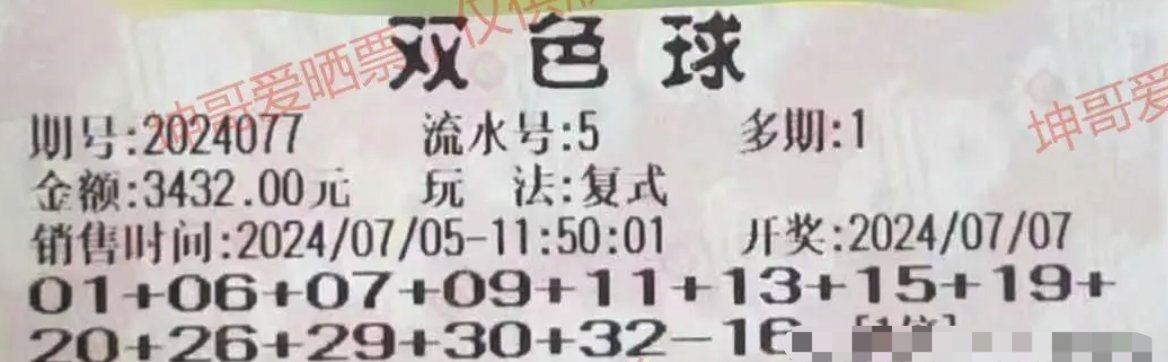 双色球
期号:2024077 流水号:5 多期:1
金额:3432.00元 玩 法:复式
销售时间:2024/07/05-11:50:01 开奖:2024/07/07
01+06+07+09+11+13+15+19+
20+26+29+30+32-16
坤哥爱晒票
坤哥爱